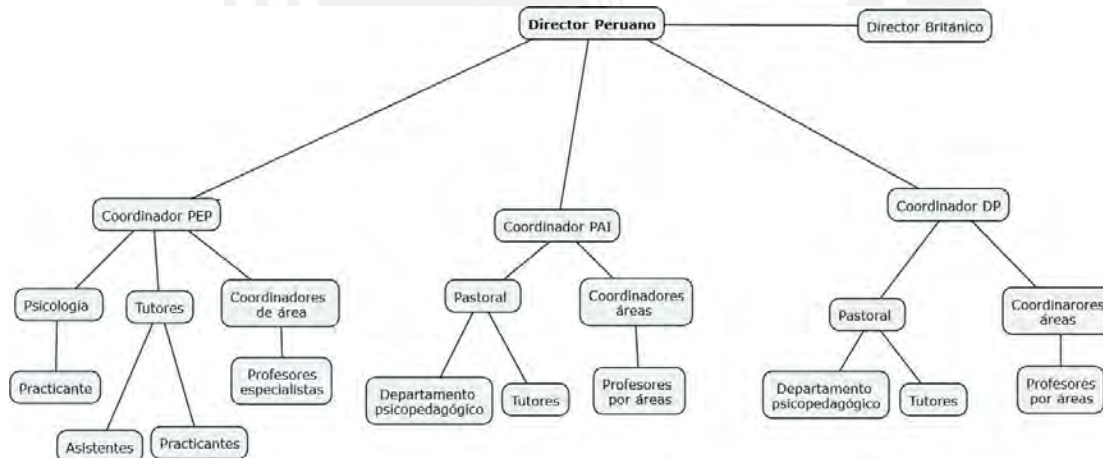 Director Peruano
Director Británico
Coordinador PEP
Coordinador PAI
Coordinador DP
Psicología
Tutores
Coordinadores
de área
Practicante
Asistentes
Practicantes
Profesores
especialistas
Pastoral
Coordinadores
áreas
Departamento
psicopedagógico
Tutores
Profesores
por áreas
Pastoral
Coordinarores
áreas
Departamento
psicopedagógico
Tutores
Profesores
por áreas